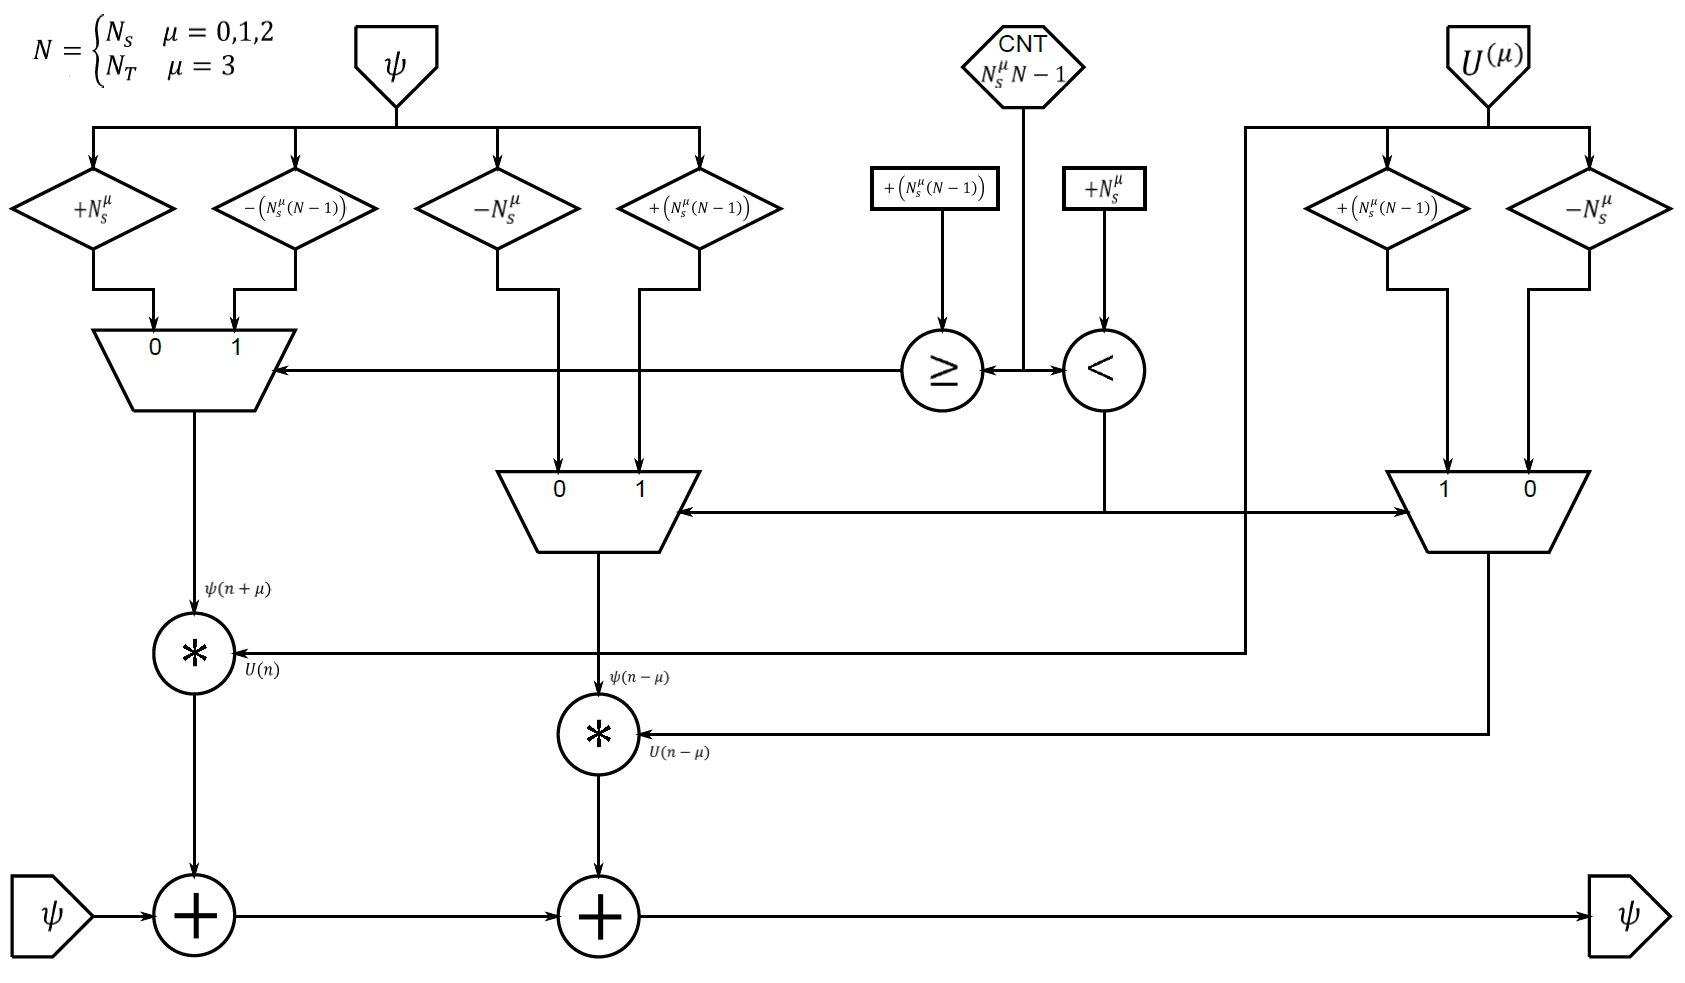 N = { N_s μ = 0,1,2
N_T μ = 3
ψ
CNT
N_s^μ N − 1
U^(μ)
+N_s^μ
−(N_s^μ(N − 1))
−N_s^μ
+(N_s^μ(N − 1))
+(N_s^μ(N − 1))
+N_s^μ
+(N_s^μ(N − 1))
−N_s^μ
0 1
≥
<
0 1
1 0
ψ(n + μ)
*
U(n)
ψ(n − μ)
*
U(n − μ)
ψ
+
+
ψ